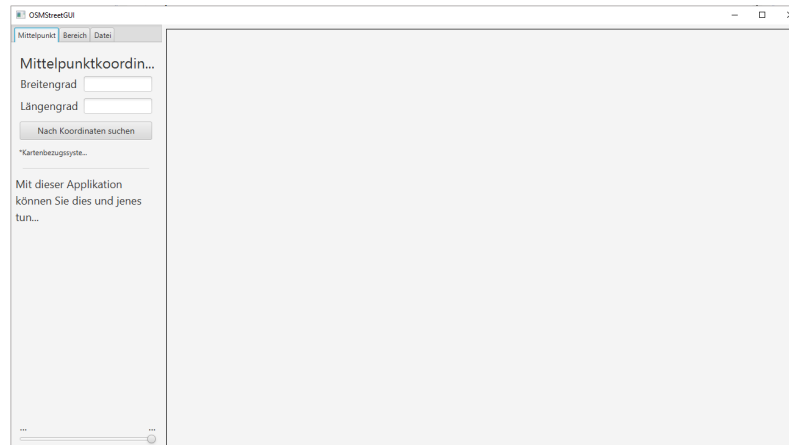 OSMStreetGUI
Mittelpunkt Bereich Datei
Mittelpunktkoordin...
Breitengrad
Längengrad
Nach Koordinaten suchen
*Kartenbezugssyste...
Mit dieser Applikation
können Sie dies und jenes
tun...
... ...